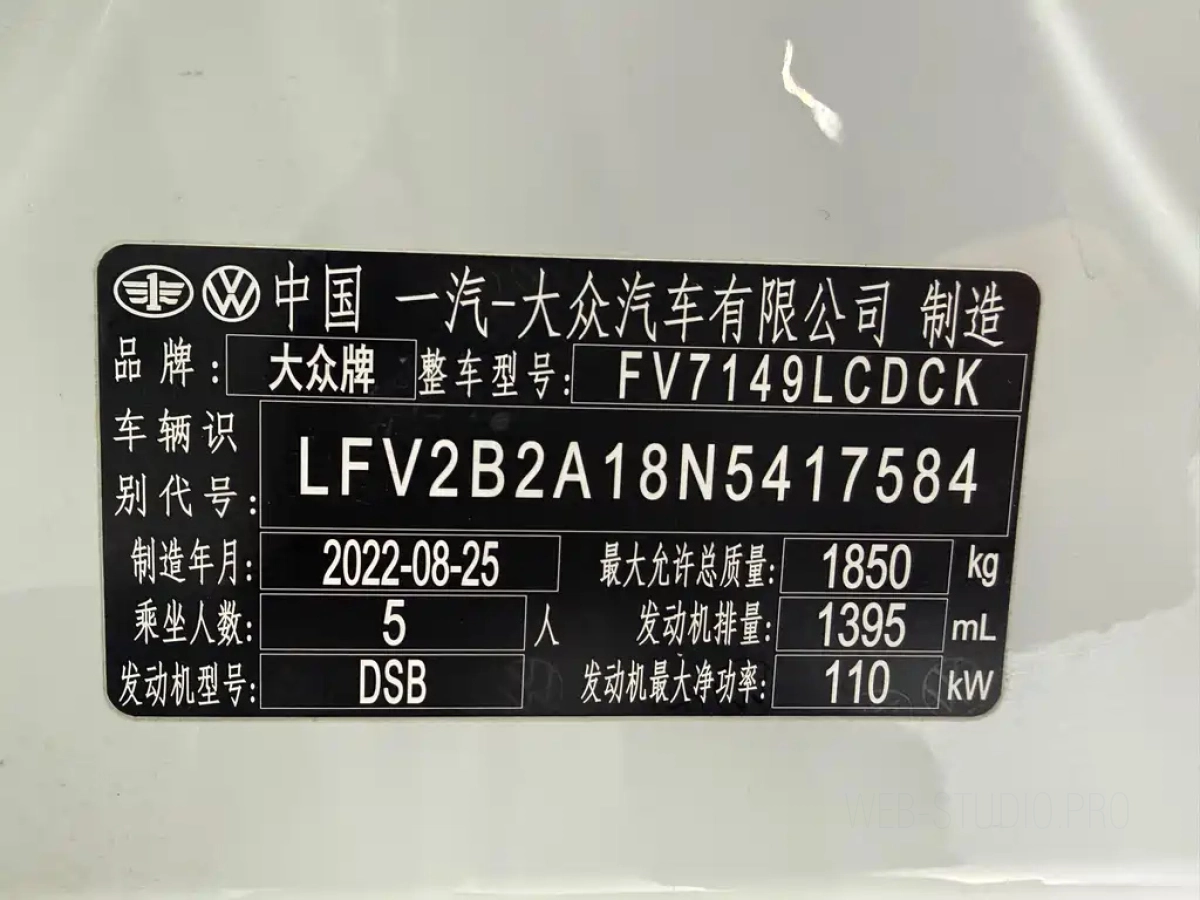 中国 一汽-大众汽车有限公司 制造
品牌: 大众牌 整车型号: FV7149LCDCK
车辆识别代号: LFV2B2A18N5417584
制造年月: 2022-08-25 最大允许总质量: 1850 kg
乘坐人数: 5 人 发动机排量: 1395 mL
发动机型号: DSB 发动机最大净功率: 110 kW
WEB-STUDIO PRO